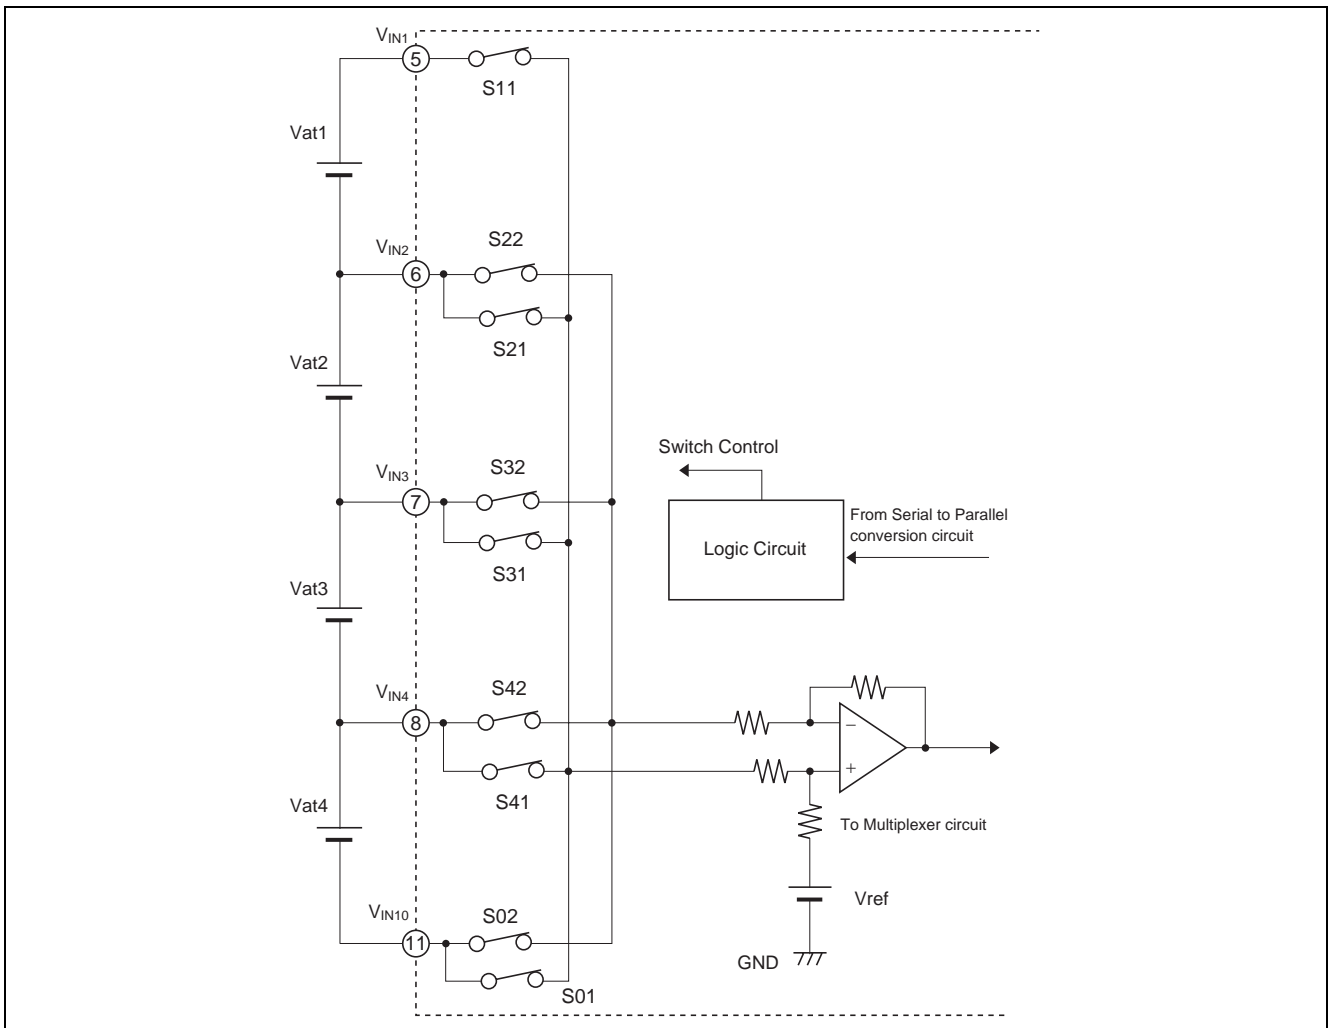 VIN1
5
S11
Vat1
S22
VIN2
6
S21
Vat2
Switch Control
S32
VIN3
7
From Serial to Parallel
conversion circuit
Logic Circuit
S31
Vat3
S42
VIN4
8
−
+
S41
Vat4
To Multiplexer circuit
Vref
S02
VIN10
11
GND
S01